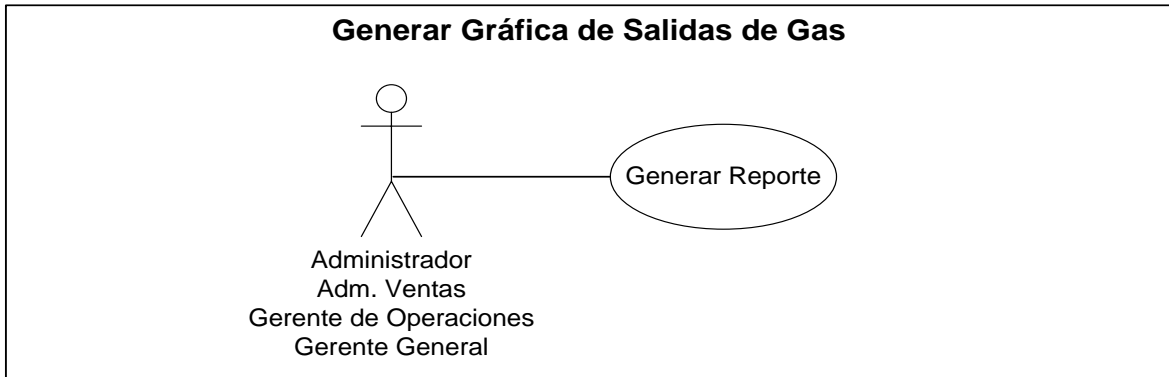 Generar Gráfica de Salidas de Gas
Generar Reporte
Administrador
Adm. Ventas
Gerente de Operaciones
Gerente General